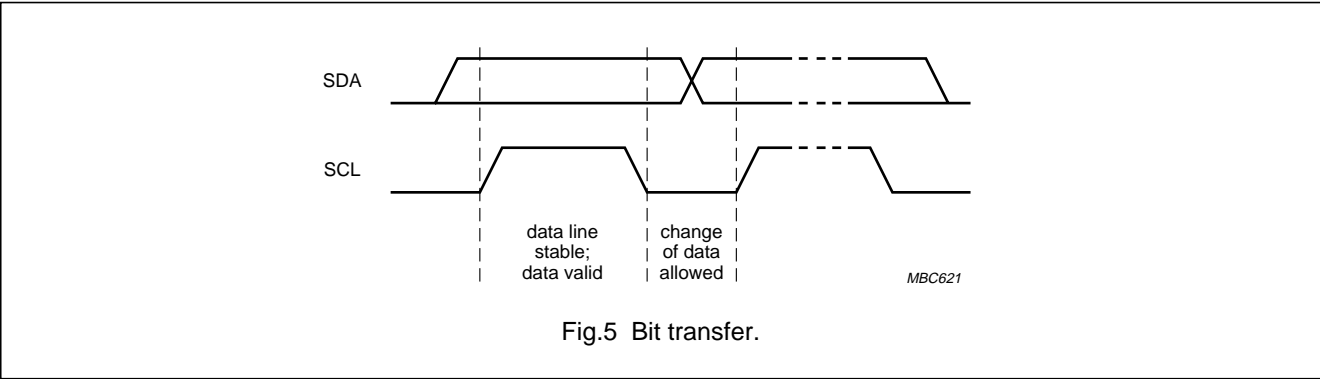 SDA
SCL
data line
stable;
data valid
change
of data
allowed
MBC621
Fig.5 Bit transfer.